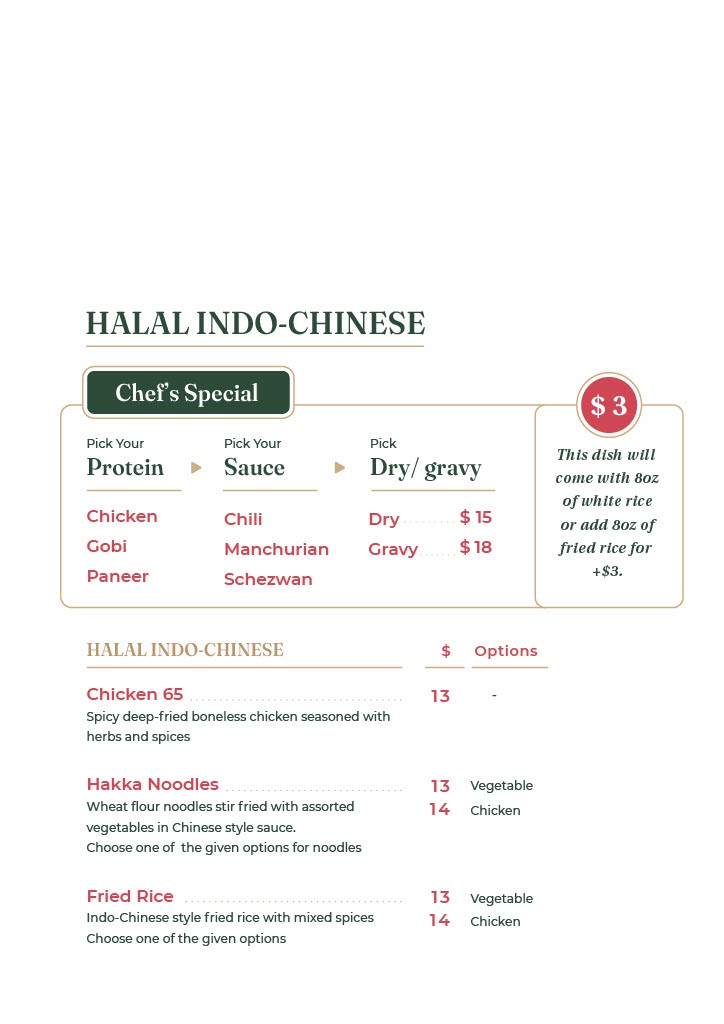 HALAL INDO-CHINESE
Chef's Special
$ 3
Pick Your
Protein
Chicken
Gobi
Paneer
Pick Your
Sauce
Chili
Manchurian
Schezwan
Pick
Dry/ gravy
Dry $ 15
Gravy $ 18
This dish will
come with 8oz
of white rice
or add 8oz of
fried rice for
+$3.
HALAL INDO-CHINESE $ Options
Chicken 65 13 -
Spicy deep-fried boneless chicken seasoned with
herbs and spices
Hakka Noodles 13 Vegetable
14 Chicken
Wheat flour noodles stir fried with assorted
vegetables in Chinese style sauce.
Choose one of the given options for noodles
Fried Rice 13 Vegetable
14 Chicken
Indo-Chinese style fried rice with mixed spices
Choose one of the given options